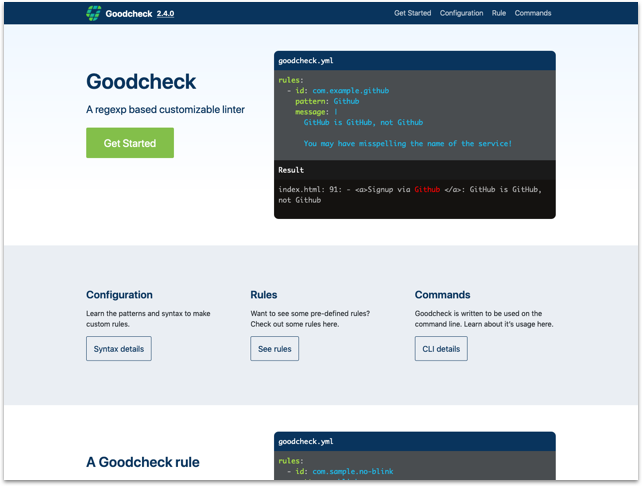 Goodcheck 2.4.0 Get Started Configuration Rule Commands
Goodcheck
A regexp based customizable linter
Get Started
goodcheck.yml
rules:
- id: com.example.github
pattern: Github
message: |
GitHub is GitHub, not Github
You may have misspelling the name of the service!
Result
index.html: 91: - <a>Signup via Github </a>: GitHub is GitHub,
not Github
Configuration
Learn the patterns and syntax to make
custom rules.
Syntax details
Rules
Want to see some pre-defined rules?
Check out some rules here.
See rules
Commands
Goodcheck is written to be used on the
command line. Learn about it's usage here.
CLI details
A Goodcheck rule
goodcheck.yml
rules:
- id: com.sample.no-blink